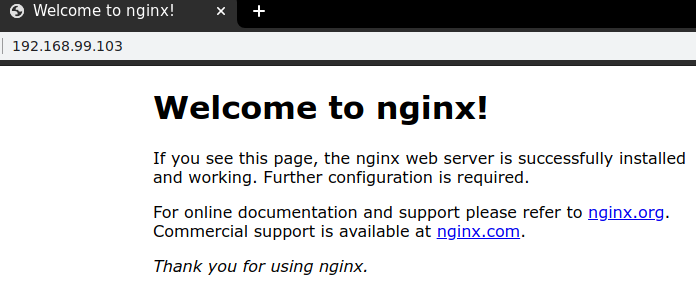 Welcome to nginx!
192.168.99.103
Welcome to nginx!
If you see this page, the nginx web server is successfully installed
and working. Further configuration is required.
For online documentation and support please refer to nginx.org.
Commercial support is available at nginx.com.
Thank you for using nginx.